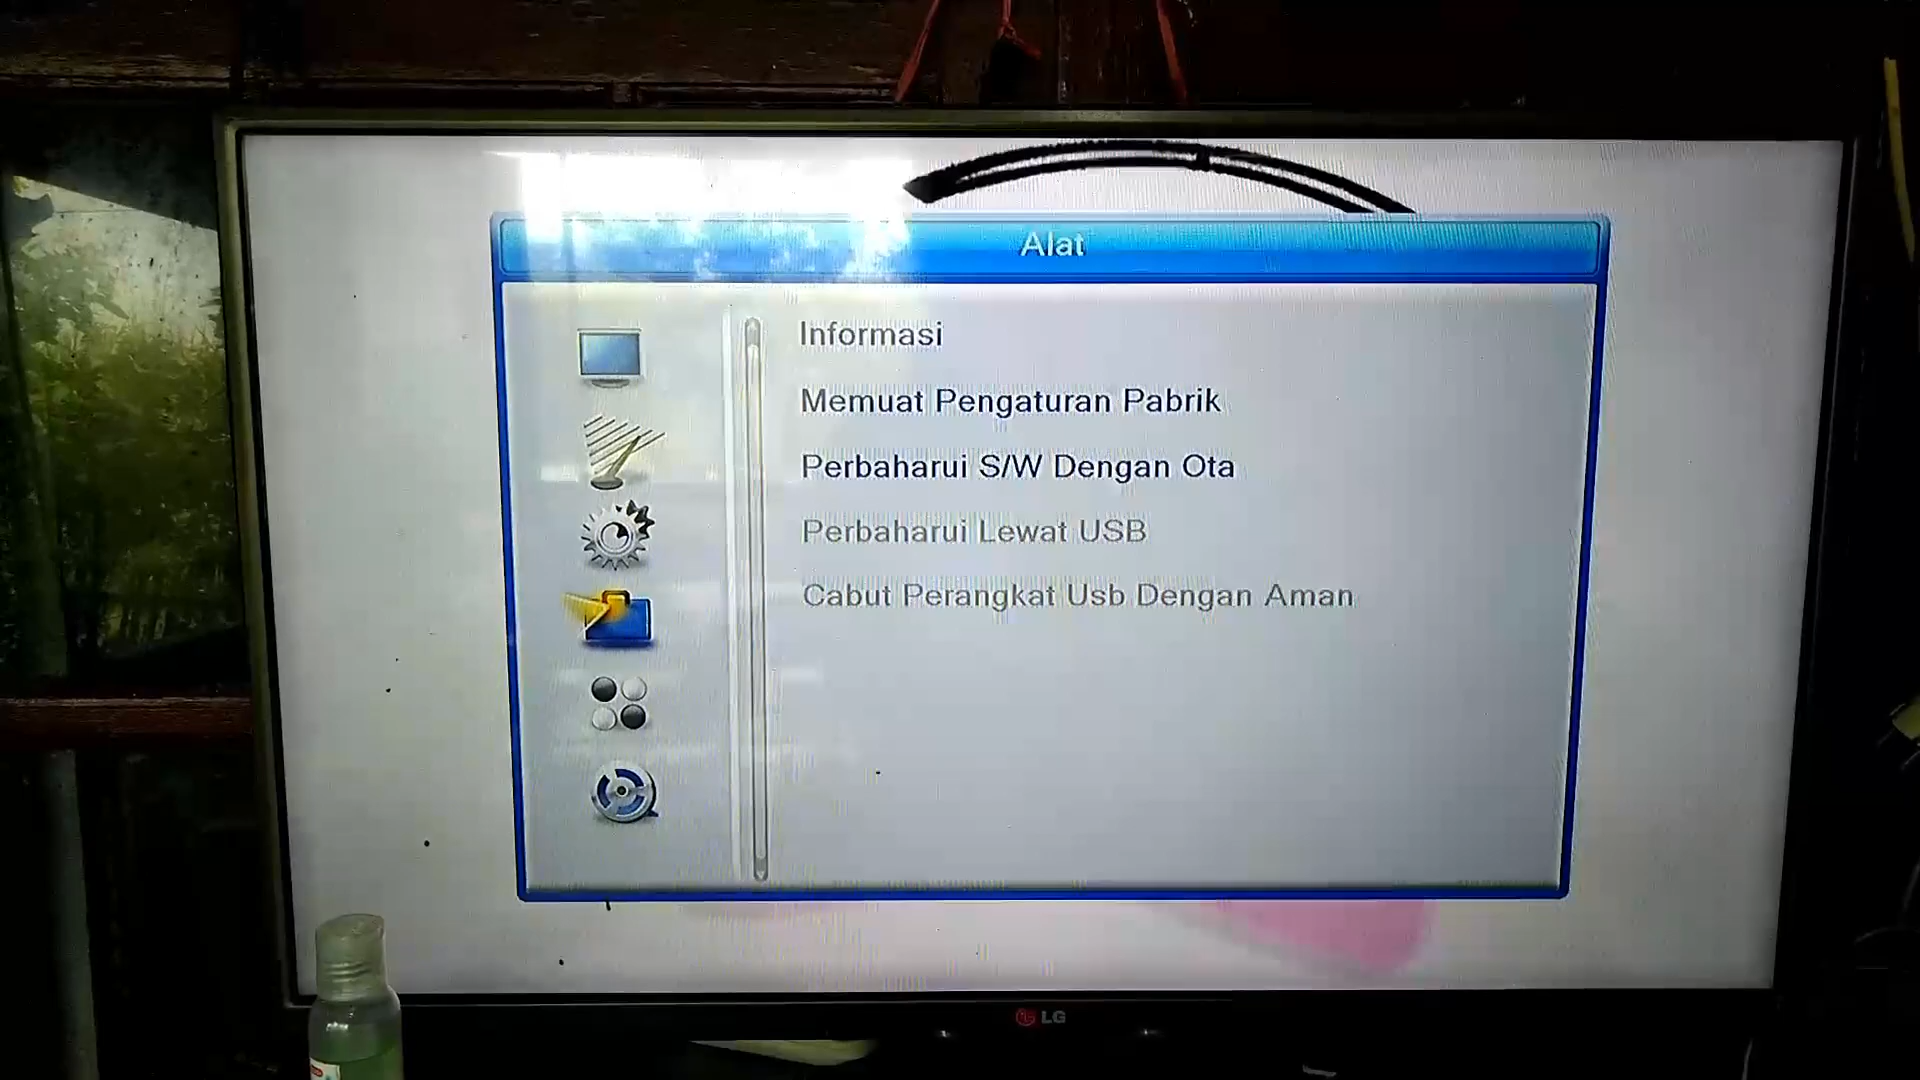 Alat
Informasi
Memuat Pengaturan Pabrik
Perbaharui S/W Dengan Ota
Perbaharui Lewat USB
Cabut Perangkat Usb Dengan Aman
LG